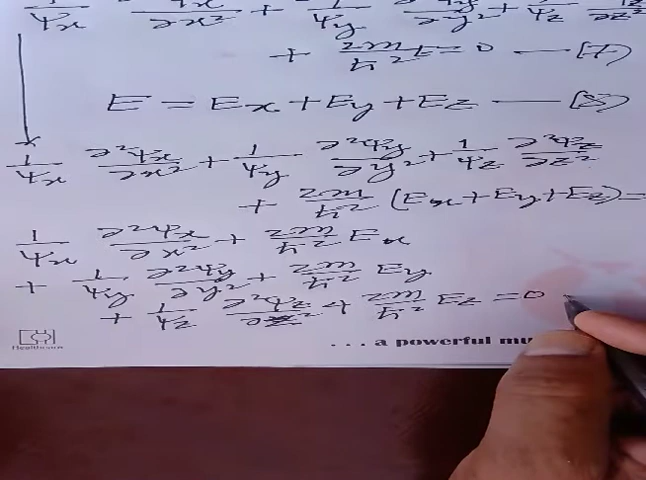 1/Ψx ∂²Ψx/∂x² + 1/Ψy ∂²Ψy/∂y² + 1/Ψz ∂²Ψz/∂z²
+ 2m/ℏ² E = 0 — (7)
E = Ex + Ey + Ez — (8)
1/Ψx ∂²Ψx/∂x² + 1/Ψy ∂²Ψy/∂y² + 1/Ψz ∂²Ψz/∂z²
+ 2m/ℏ² (Ex + Ey + Ez) =
1/Ψx ∂²Ψx/∂x² + 2m/ℏ² Ex
+ 1/Ψy ∂²Ψy/∂y² + 2m/ℏ² Ey
+ 1/Ψz ∂²Ψz/∂z² + 2m/ℏ² Ez = 0
Healthcare
. . . a powerful